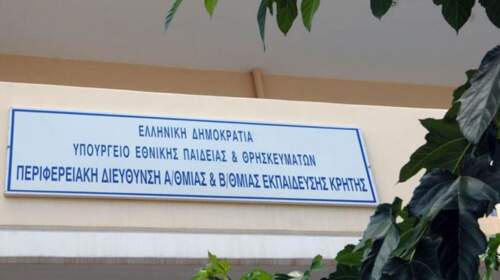 ΕΛΛΗΝΙΚΗ ΔΗΜΟΚΡΑΤΙΑ
ΥΠΟΥΡΓΕΙΟ ΕΘΝΙΚΗΣ ΠΑΙΔΕΙΑΣ & ΘΡΗΣΚΕΥΜΑΤΩΝ
ΠΕΡΙΦΕΡΕΙΑΚΗ ΔΙΕΥΘΥΝΣΗ Α/ΘΜΙΑΣ & Β/ΘΜΙΑΣ ΕΚΠΑΙΔΕΥΣΗΣ ΚΡΗΤΗΣ